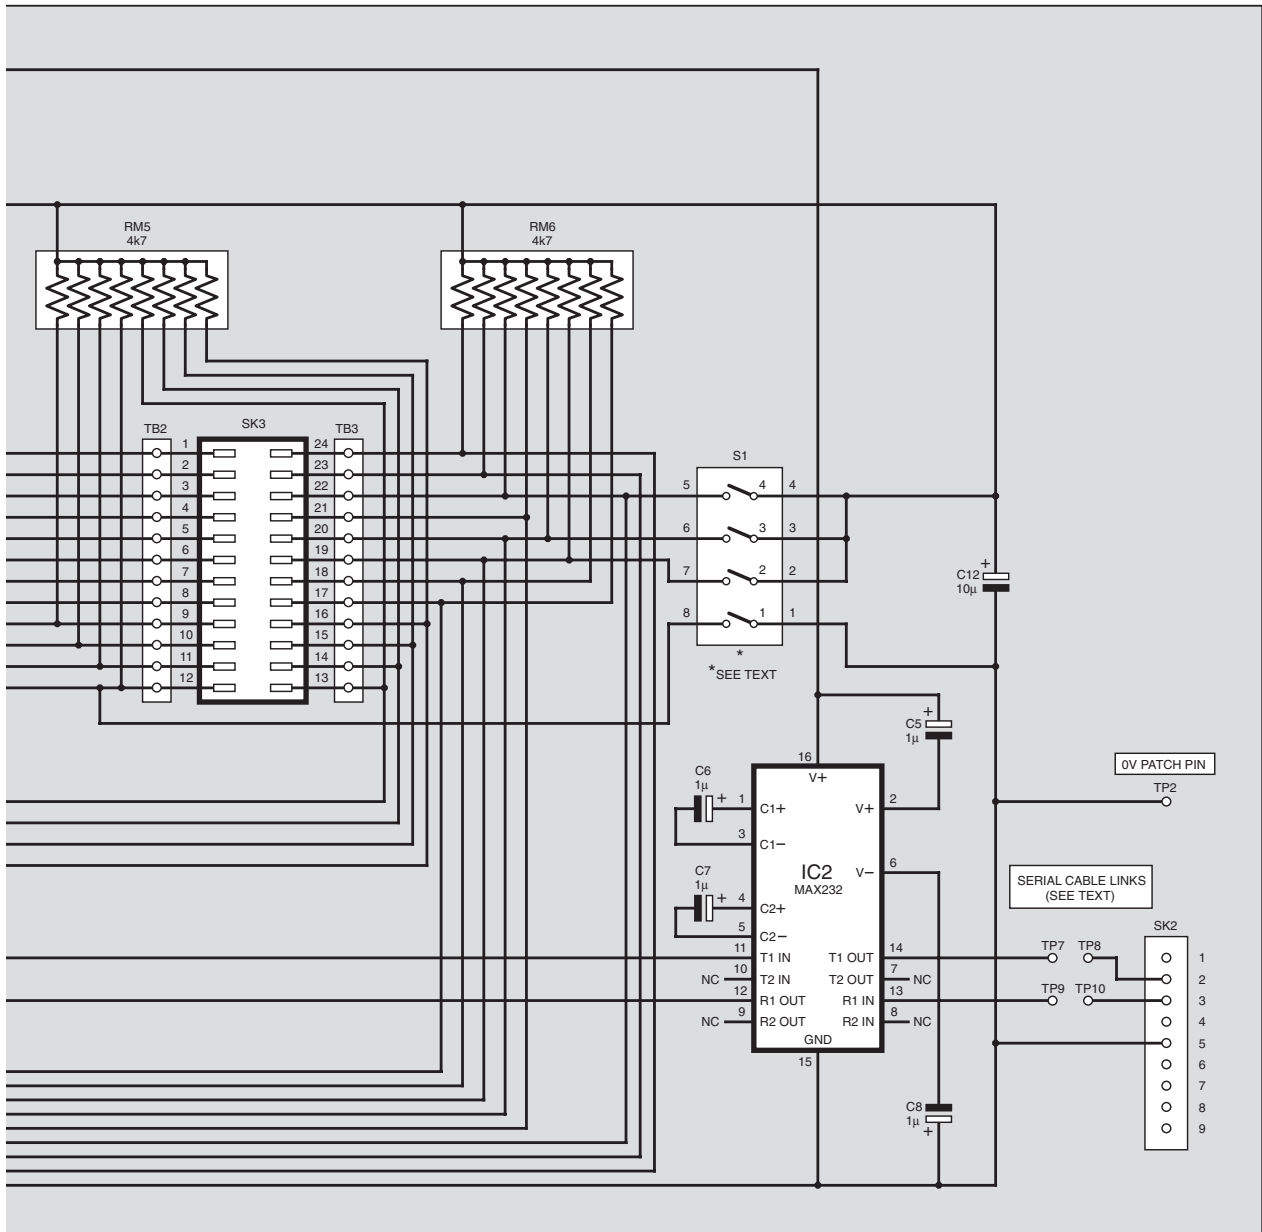 RM5
4k7
RM6
4k7
TB2
SK3
TB3
1
2
3
4
5
6
7
8
9
10
11
12
24
23
22
21
20
19
18
17
16
15
14
13
S1
5 4 4
6 3 3
7 2 2
8 1 1
*
*SEE TEXT
+
C12
10µ
+
C5
1µ
C6
1µ
+
C7
1µ
+
16
V+
1 C1+
V+ 2
3 C1−
IC2
MAX232
V− 6
4 C2+
5 C2−
11 T1 IN
T1 OUT 14
NC 10 T2 IN
T2 OUT 7 NC
12 R1 OUT
R1 IN 13
NC 9 R2 OUT
R2 IN 8 NC
GND
15
C8
1µ
+
0V PATCH PIN
TP2
SERIAL CABLE LINKS
(SEE TEXT)
SK2
TP7 TP8
TP9 TP10
1
2
3
4
5
6
7
8
9